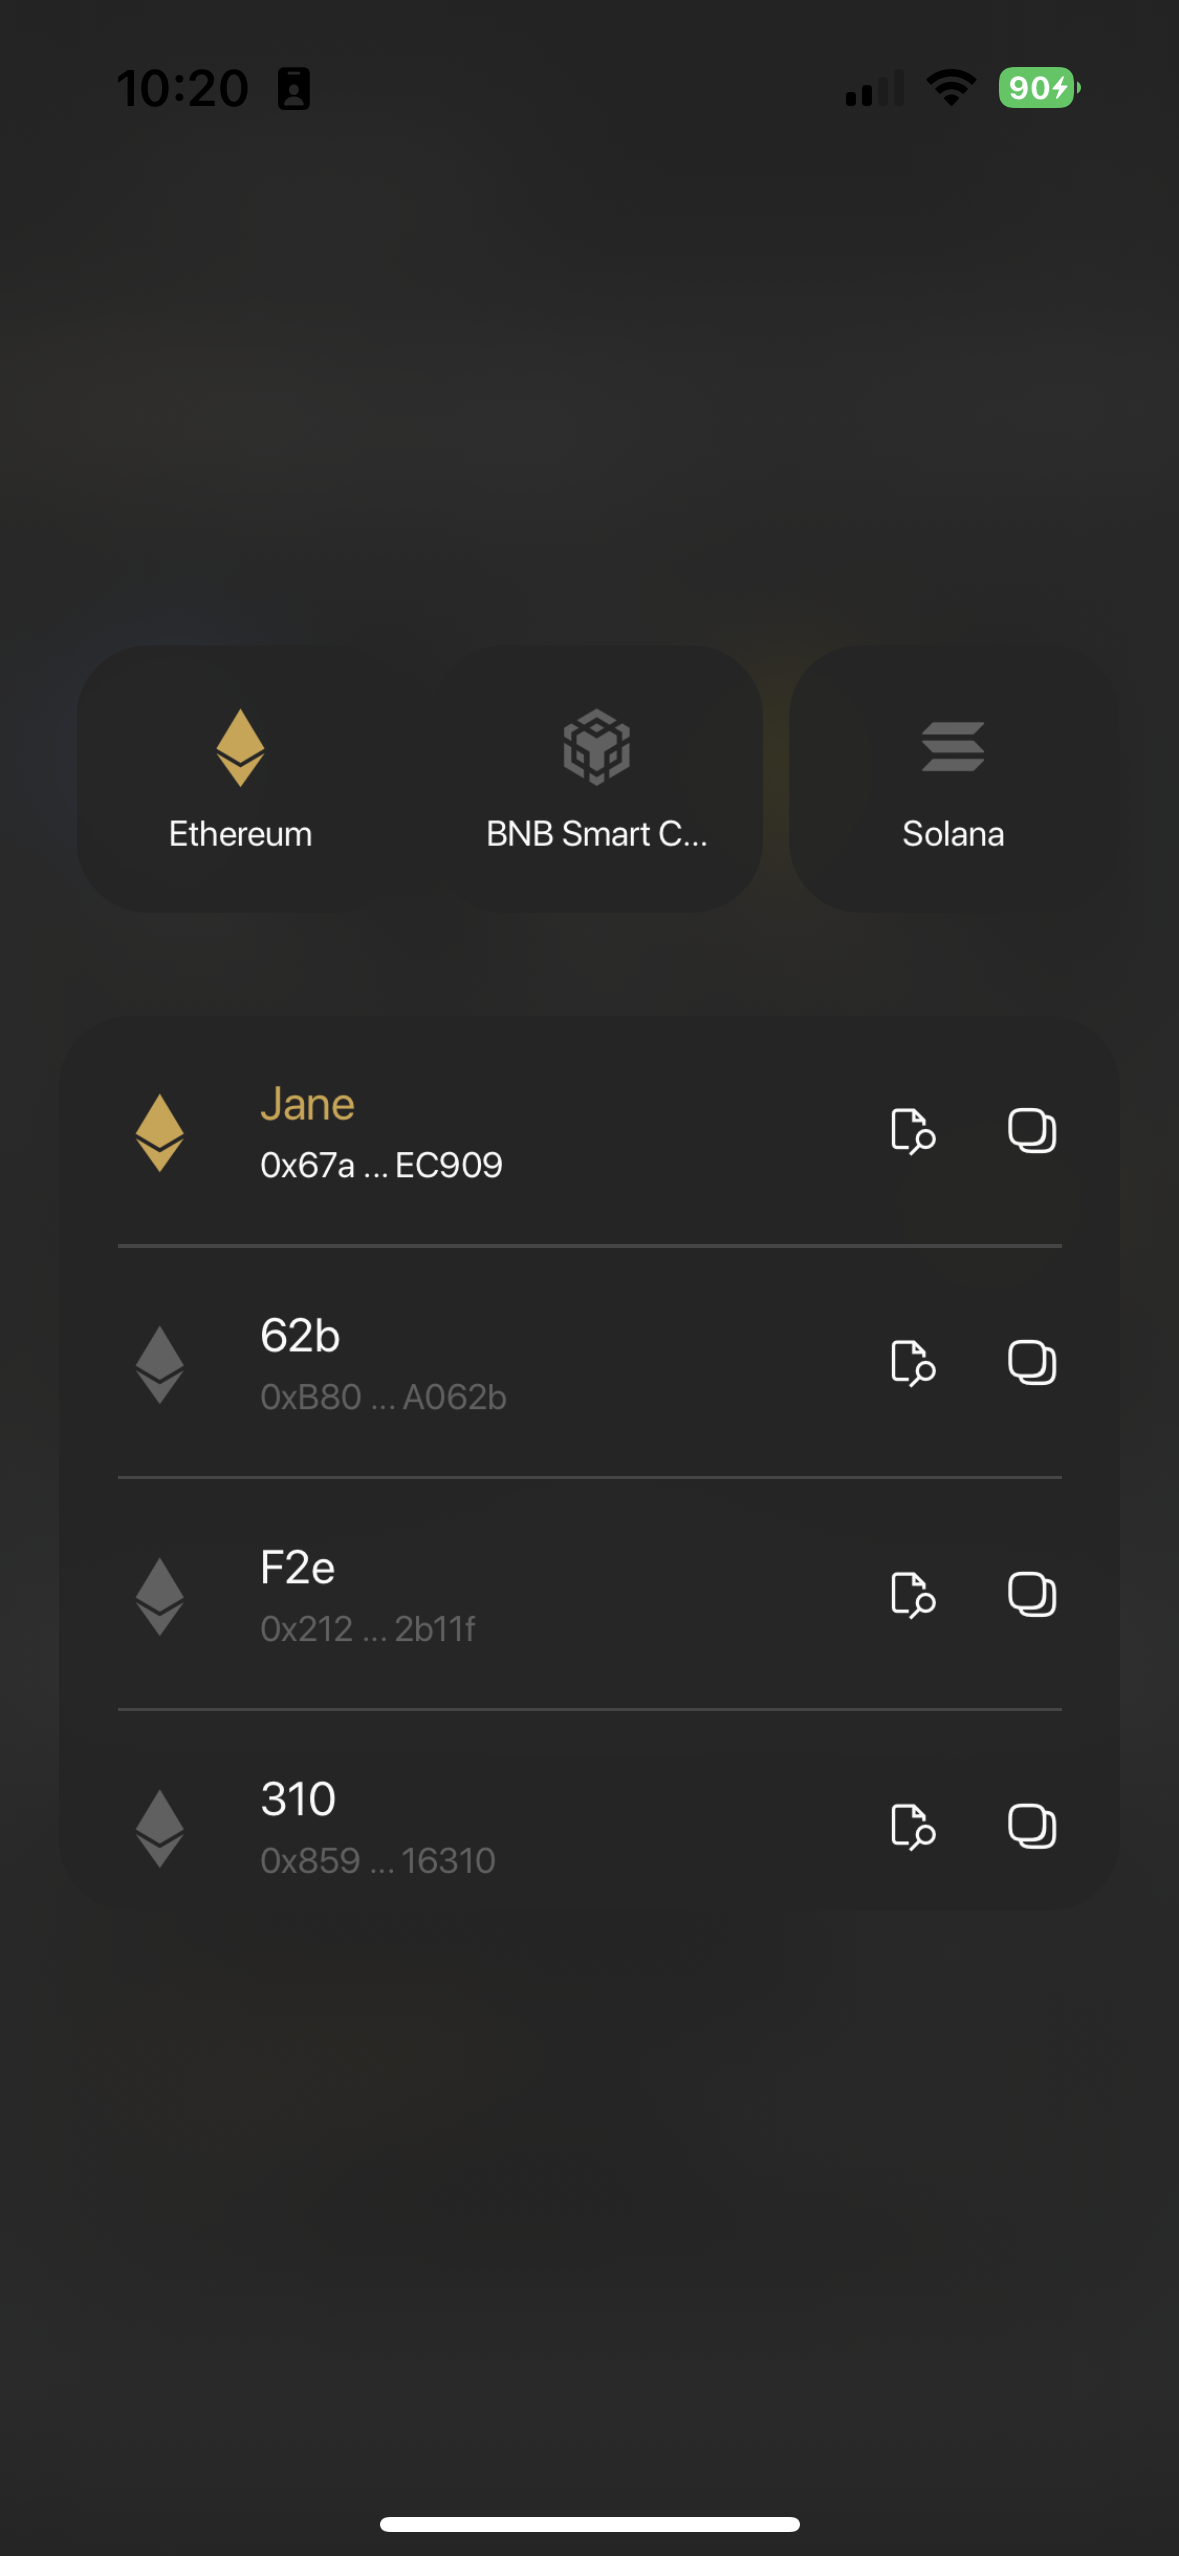 10:20
90
Ethereum
BNB Smart C...
Solana
Jane
0x67a ... EC909
62b
0xB80 ... A062b
F2e
0x212 ... 2b11f
310
0x859 ... 16310